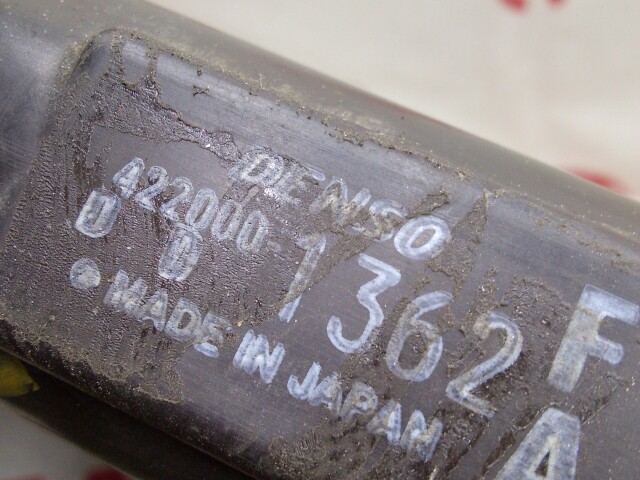 DENSO
422000-1362
F
U 0
MADE IN JAPAN
A